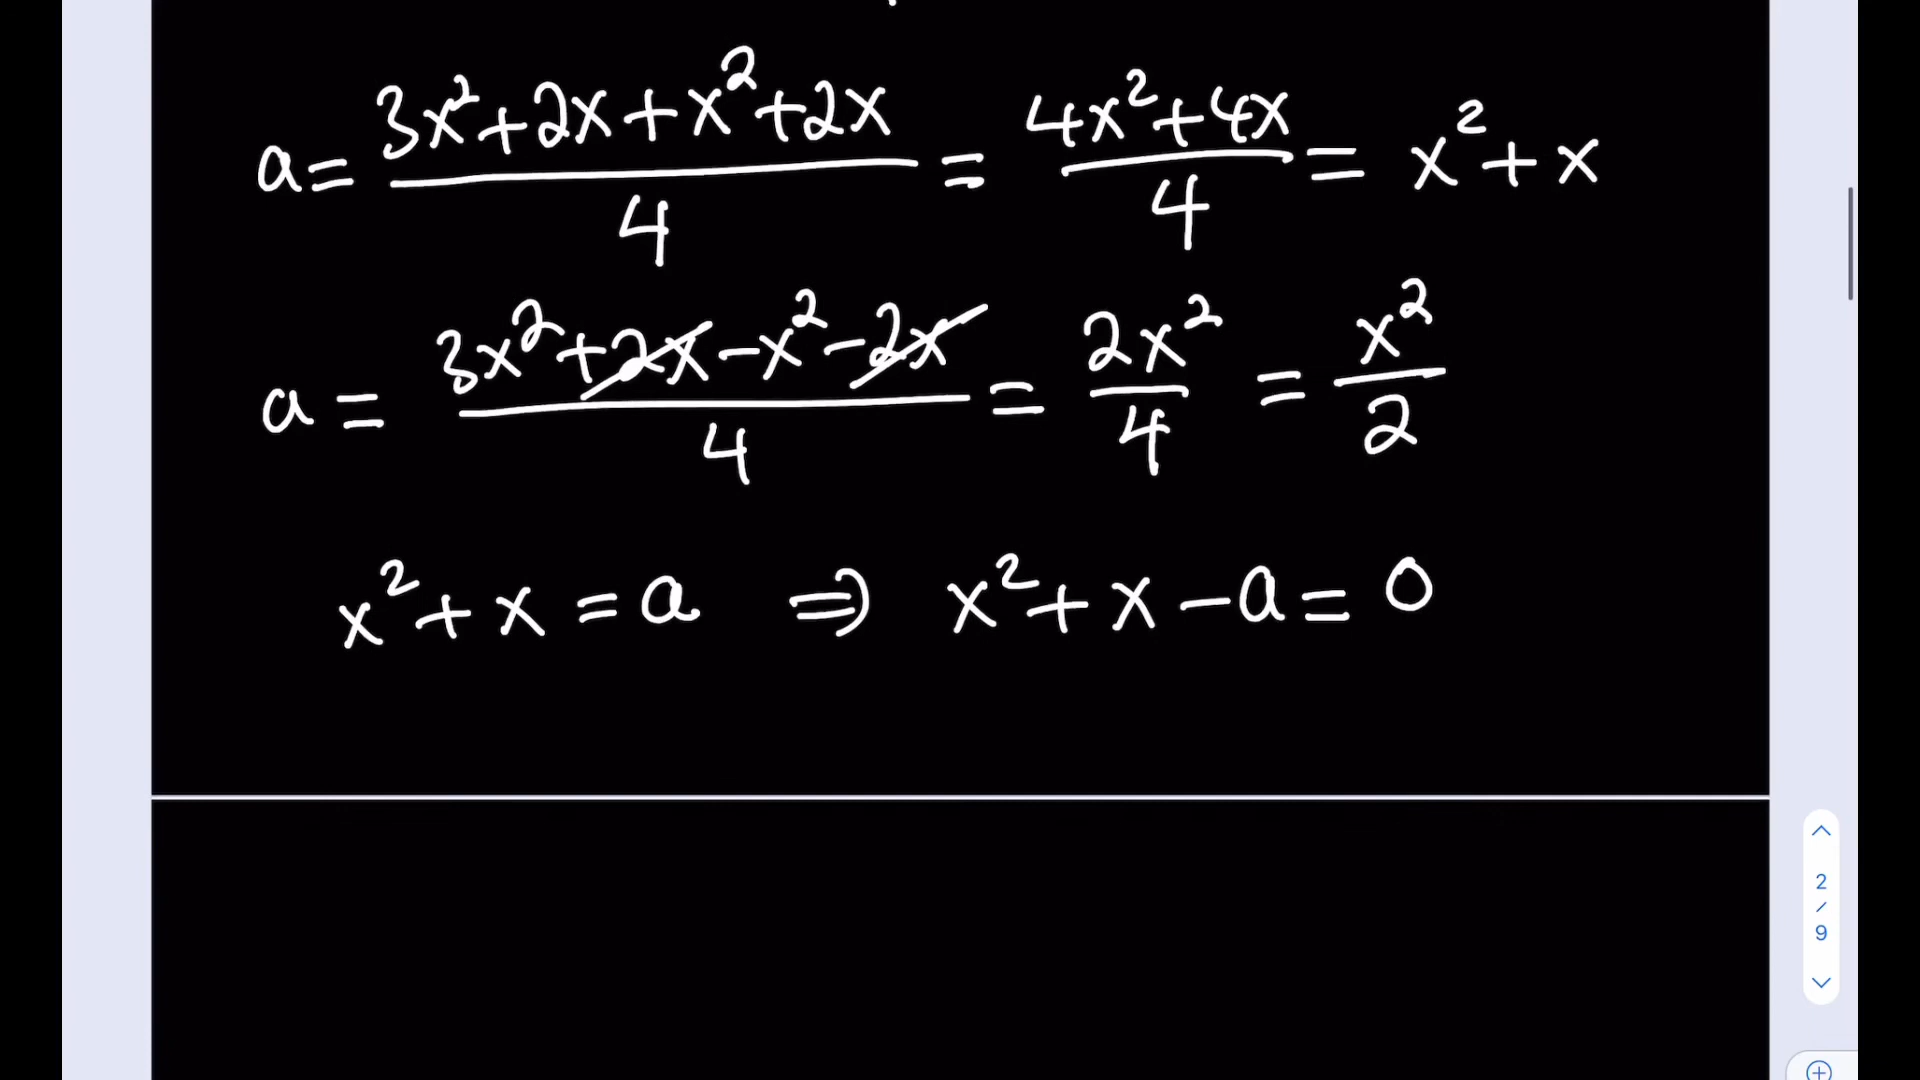 a = (3x²+2x+x²+2x)/4 = (4x²+4x)/4 = x²+x
a = (3x²+2x-x²-2x)/4 = 2x²/4 = x²/2
x²+x = a ⇒ x²+x-a = 0
2
/
9